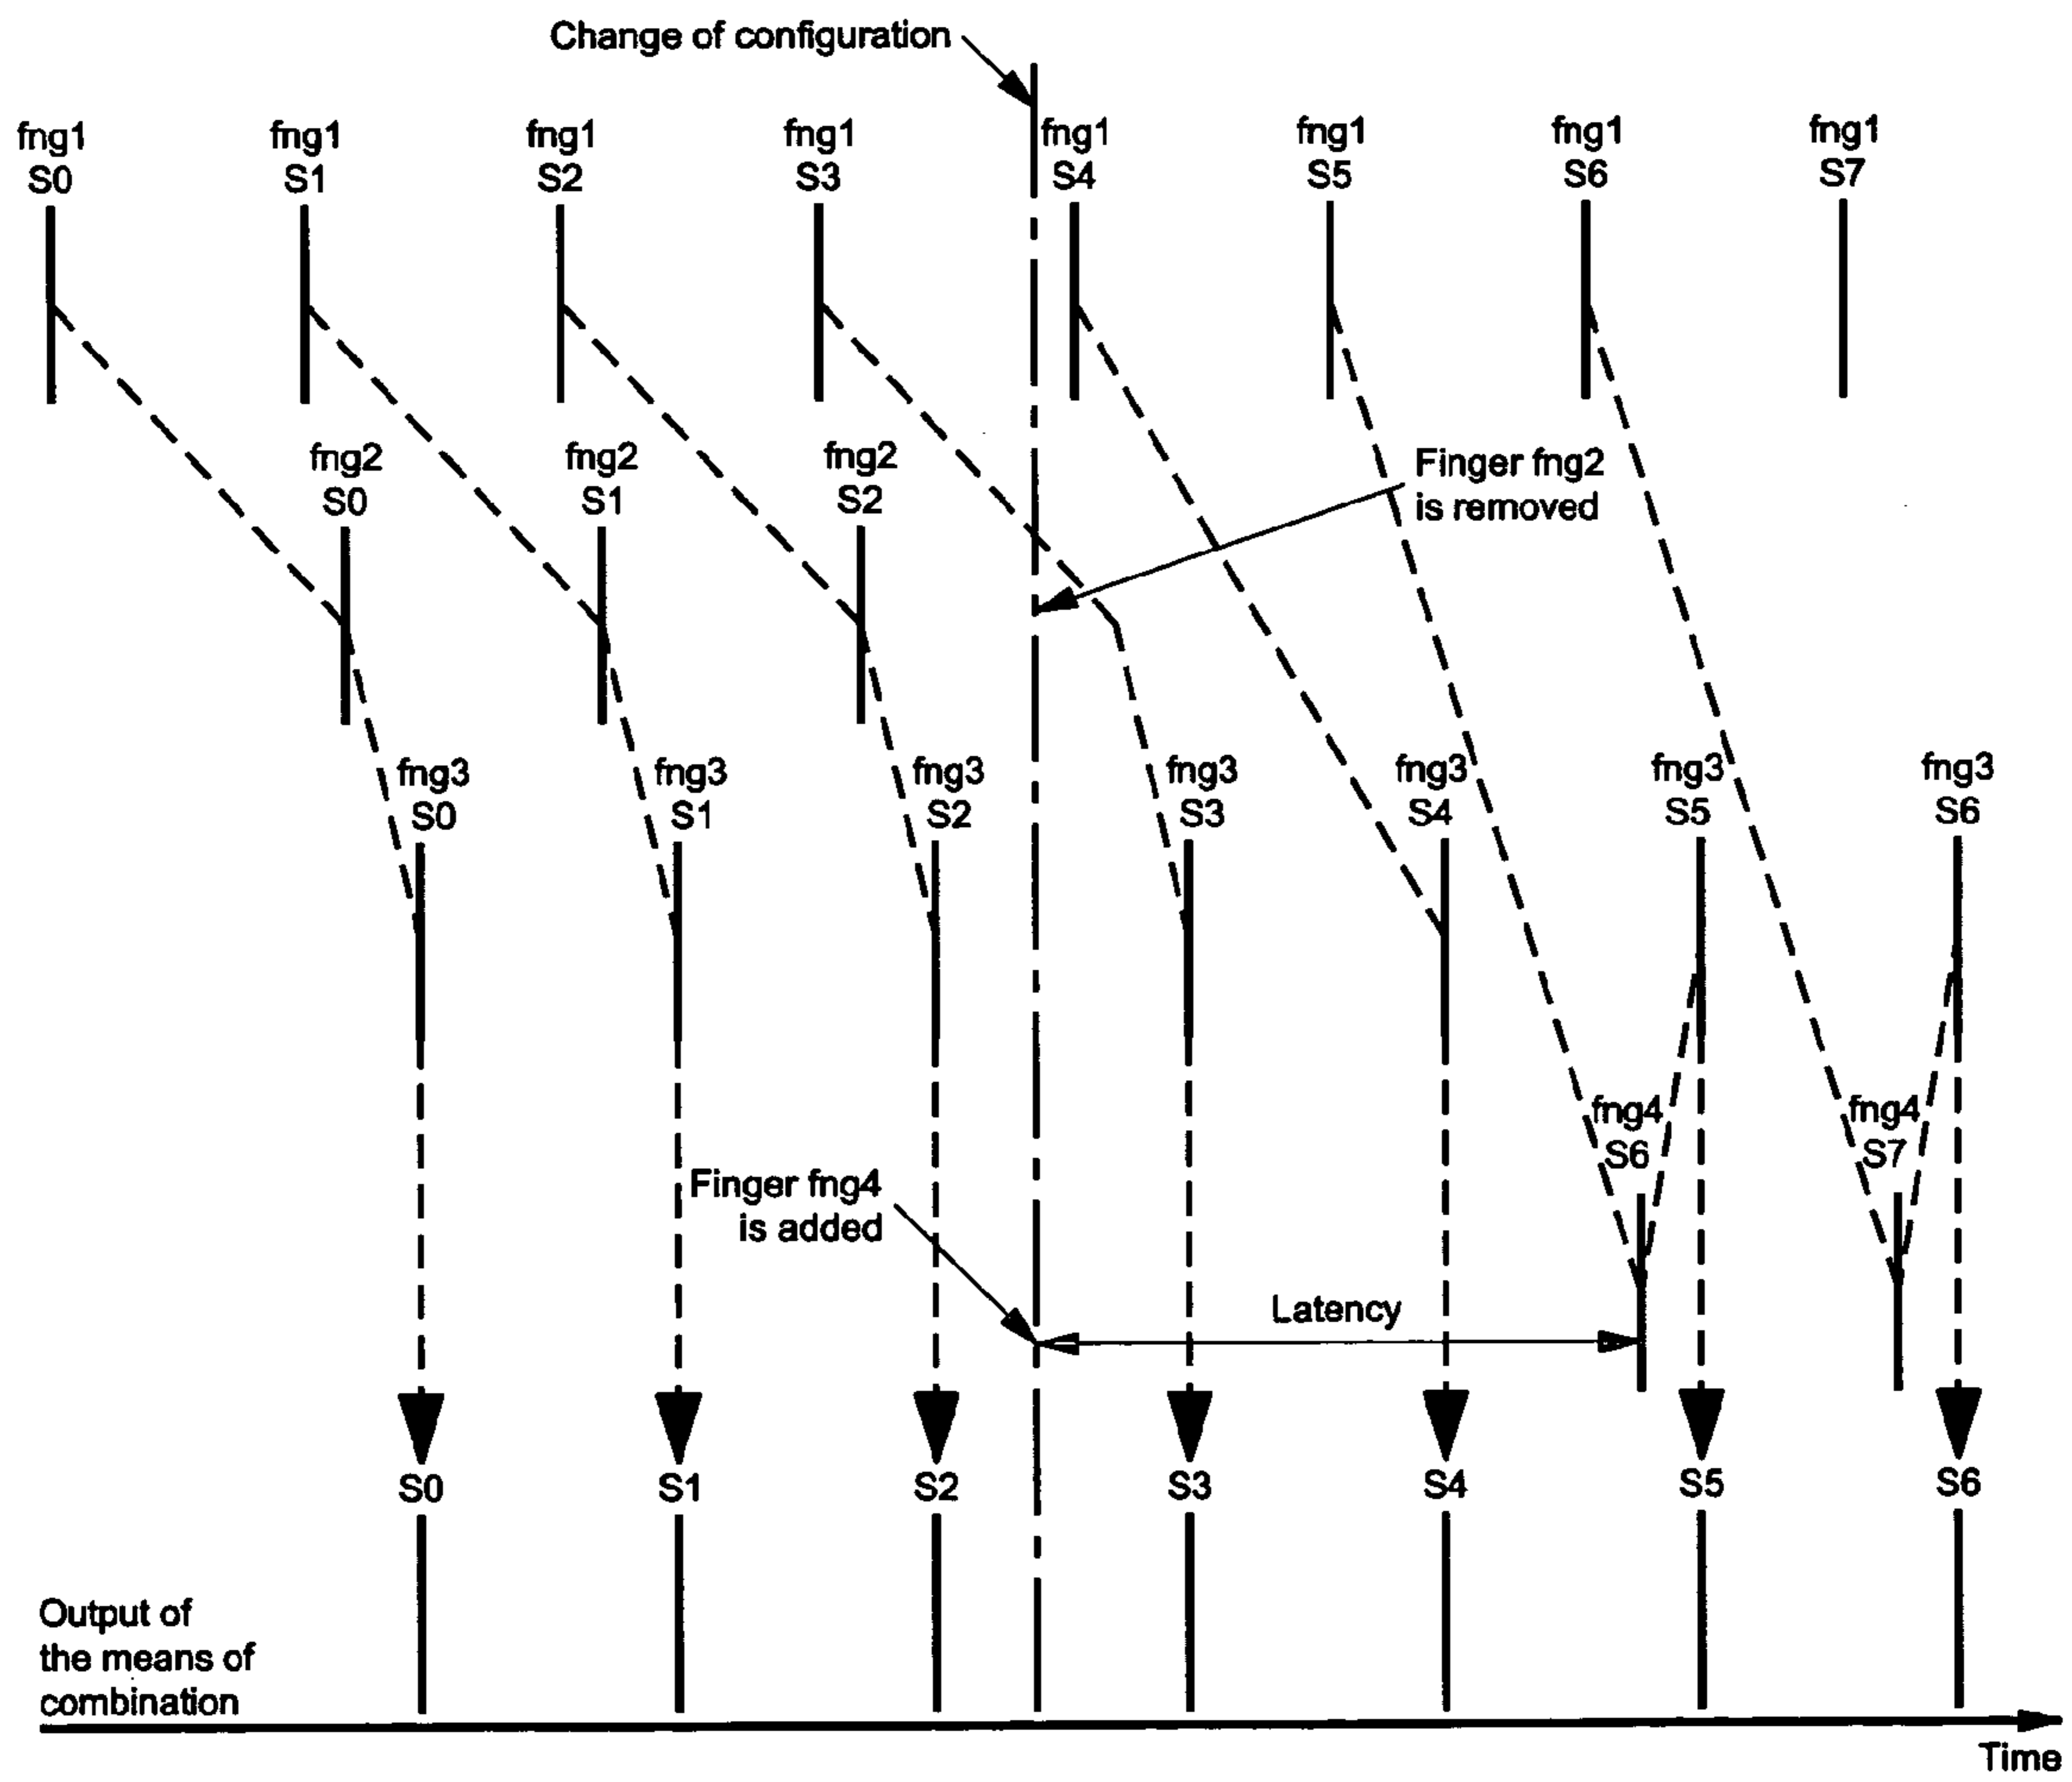 Change of configuration
fng1 fng1 fng1 fng1 fng1 fng1 fng1 fng1
S0 S1 S2 S3 S4 S5 S6 S7
fng2 fng2 fng2
S0 S1 S2
Finger fng2
is removed
fng3 fng3 fng3 fng3 fng3 fng3 fng3
S0 S1 S2 S3 S4 S5 S6
fng4 fng4
S6 S7
Finger fng4
is added
Latency
S0 S1 S2 S3 S4 S5 S6
Output of
the means of
combination
Time